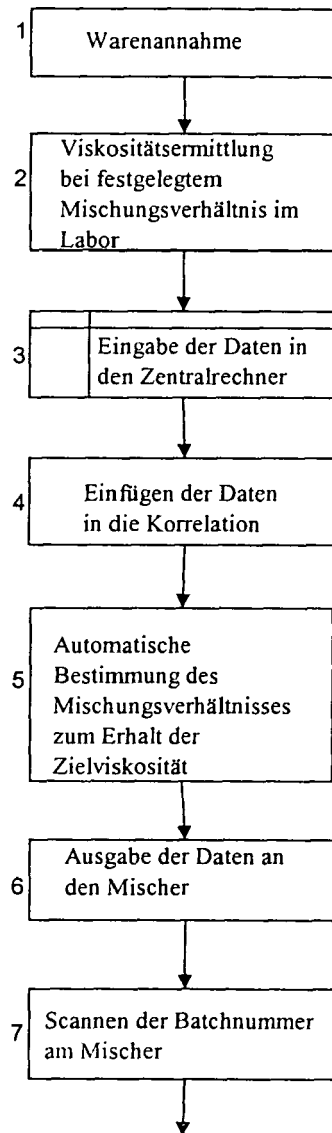 1
Warenannahme
2
Viskositätsermittlung
bei festgelegtem
Mischungsverhältnis im
Labor
3
Eingabe der Daten in
den Zentralrechner
4
Einfügen der Daten
in die Korrelation
5
Automatische
Bestimmung des
Mischungsverhältnisses
zum Erhalt der
Zielviskosität
6
Ausgabe der Daten an
den Mischer
7
Scannen der Batchnummer
am Mischer